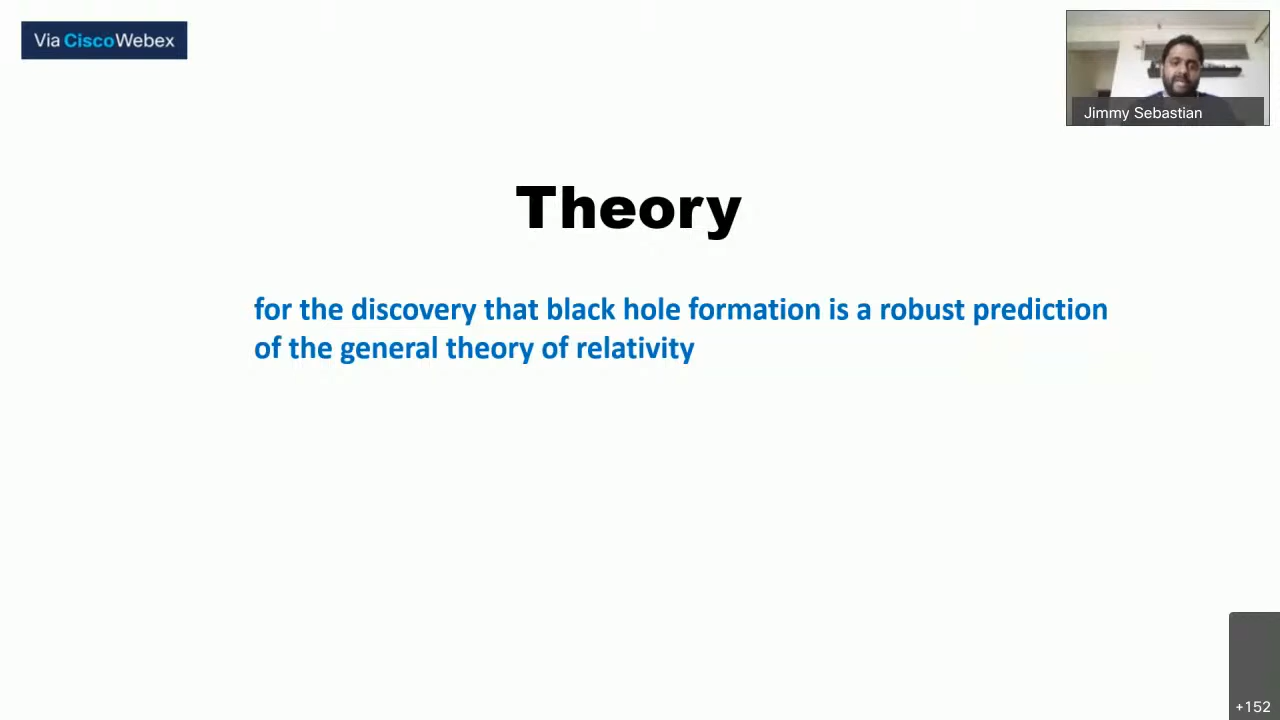 Via CiscoWebex
Jimmy Sebastian
Theory
for the discovery that black hole formation is a robust prediction
of the general theory of relativity
+152